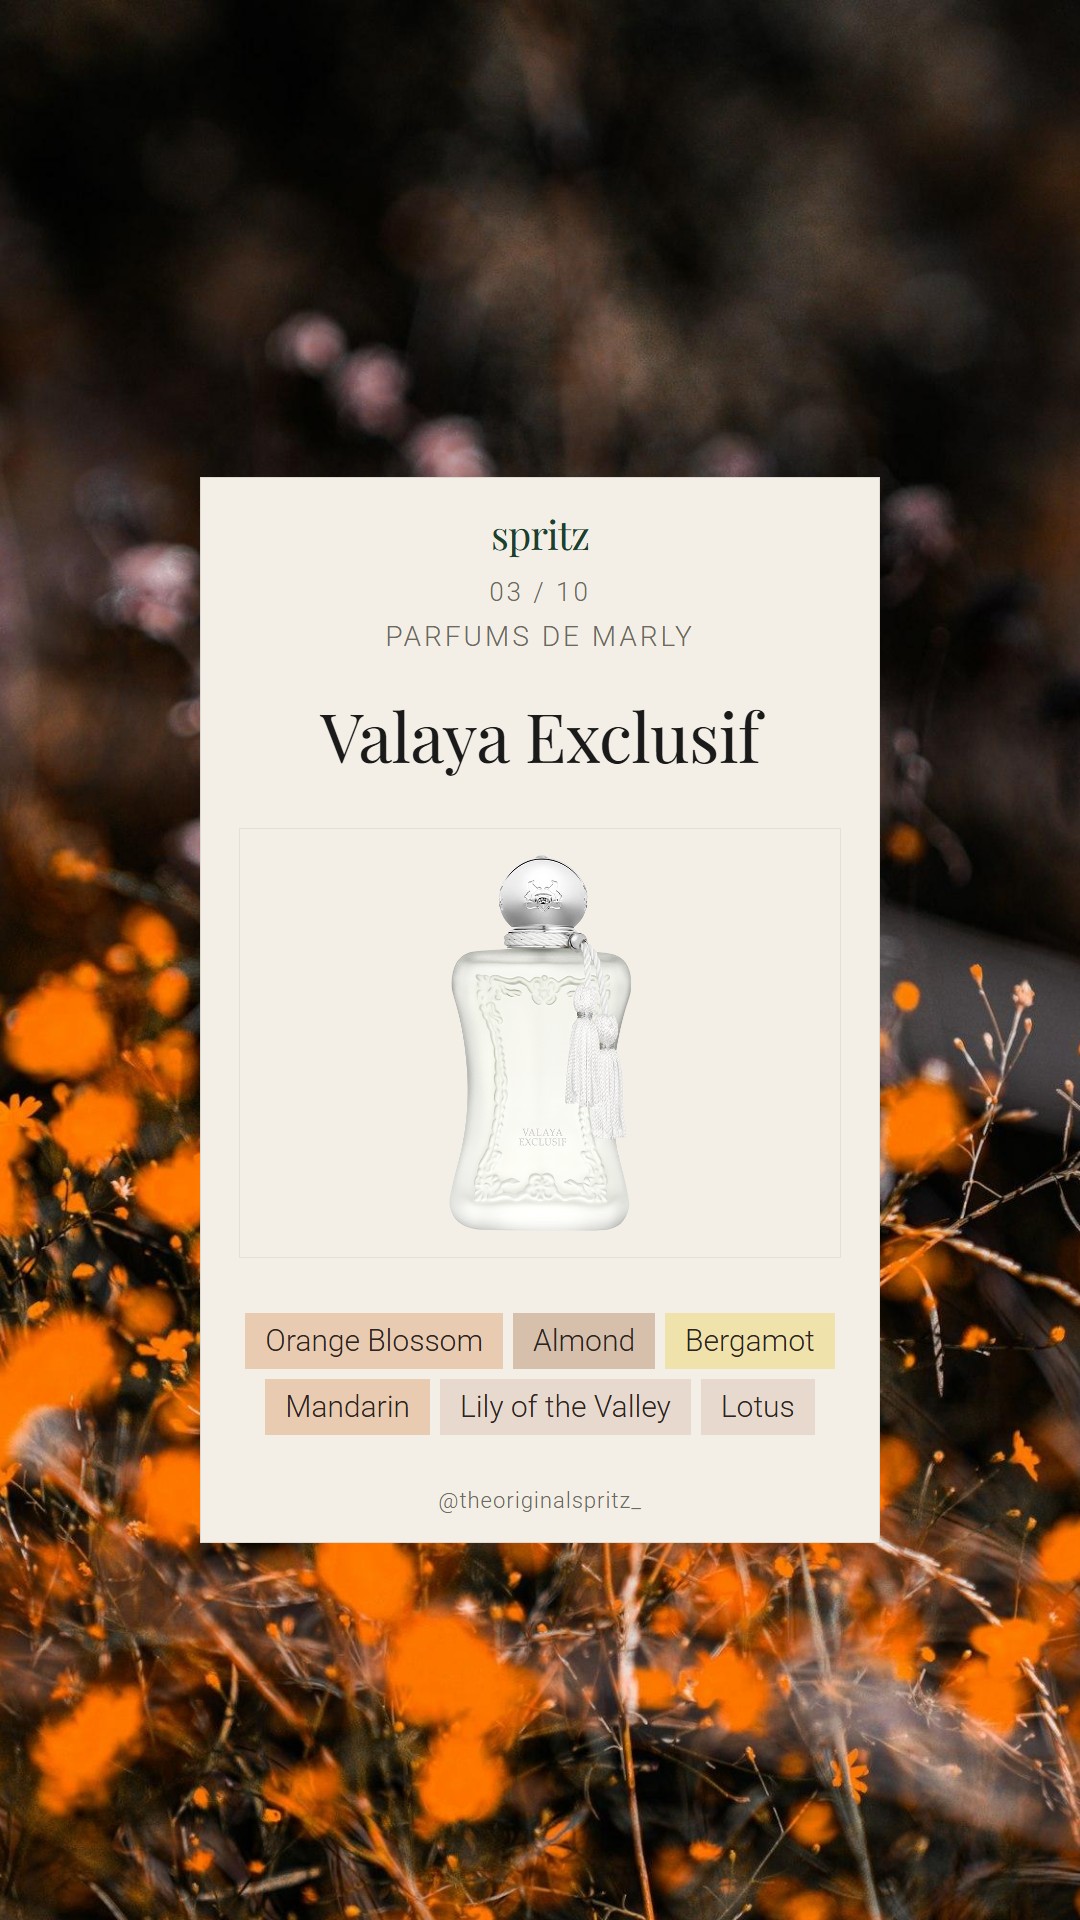 spritz
03 / 10
PARFUMS DE MARLY
Valaya Exclusif
VALAYA
EXCLUSIF
Orange Blossom Almond Bergamot
Mandarin Lily of the Valley Lotus
@theoriginalspritz_